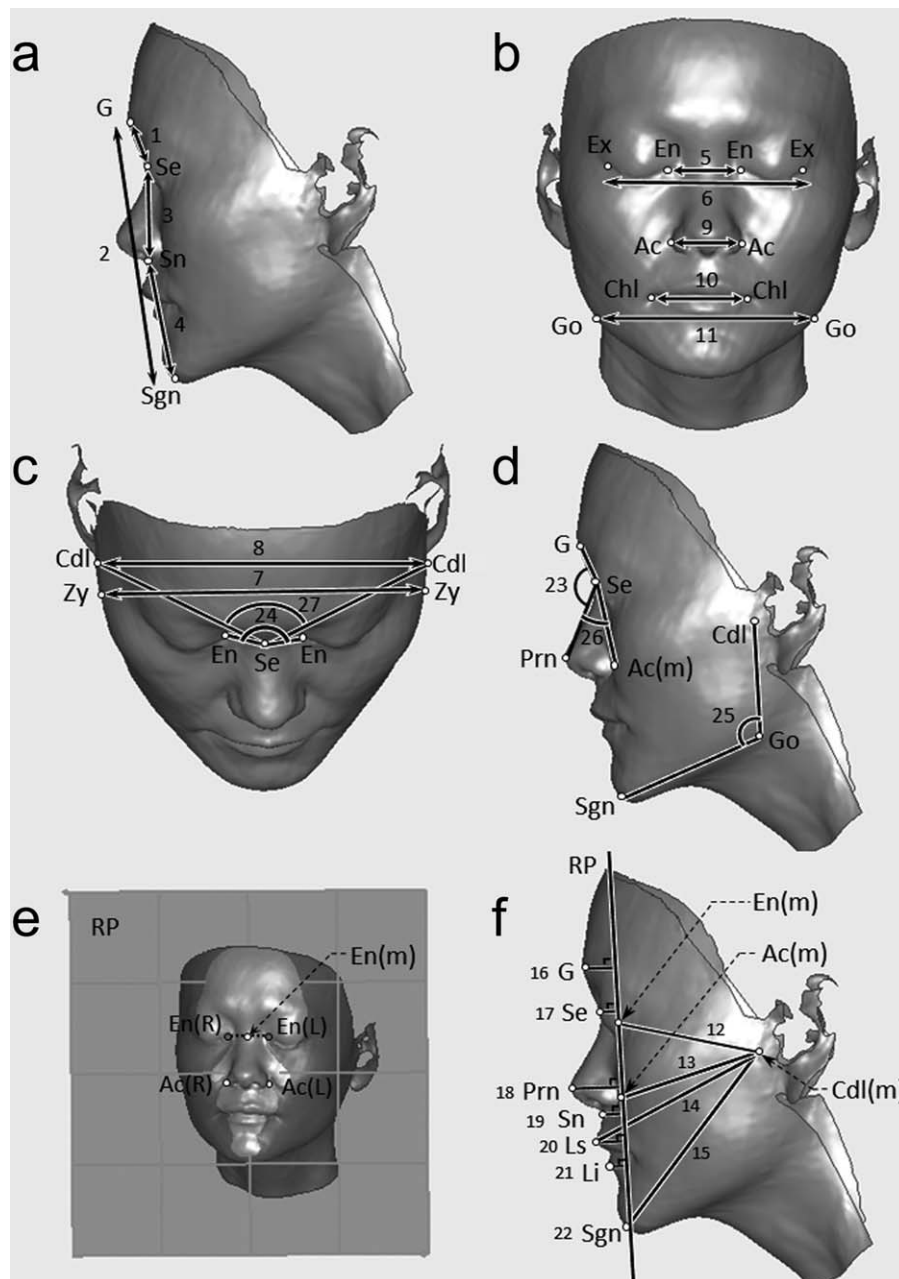 a
G
1
Se
3
2
Sn
4
Sgn
b
Ex En 5 En Ex
6
9
Ac Ac
10
Chl Chl
Go Go
11
c
8
Cdl Cdl
7
Zy Zy
27
24
En Se En
d
G
23 Se
26 Cdl
Prn Ac(m)
25
Go
Sgn
e
RP
En(m)
En(R) En(L)
Ac(R) Ac(L)
f
RP
En(m)
Ac(m)
16 G
17 Se
12
13
18 Prn
Cdl(m)
19 Sn
14
20 Ls
15
21 Li
22 Sgn